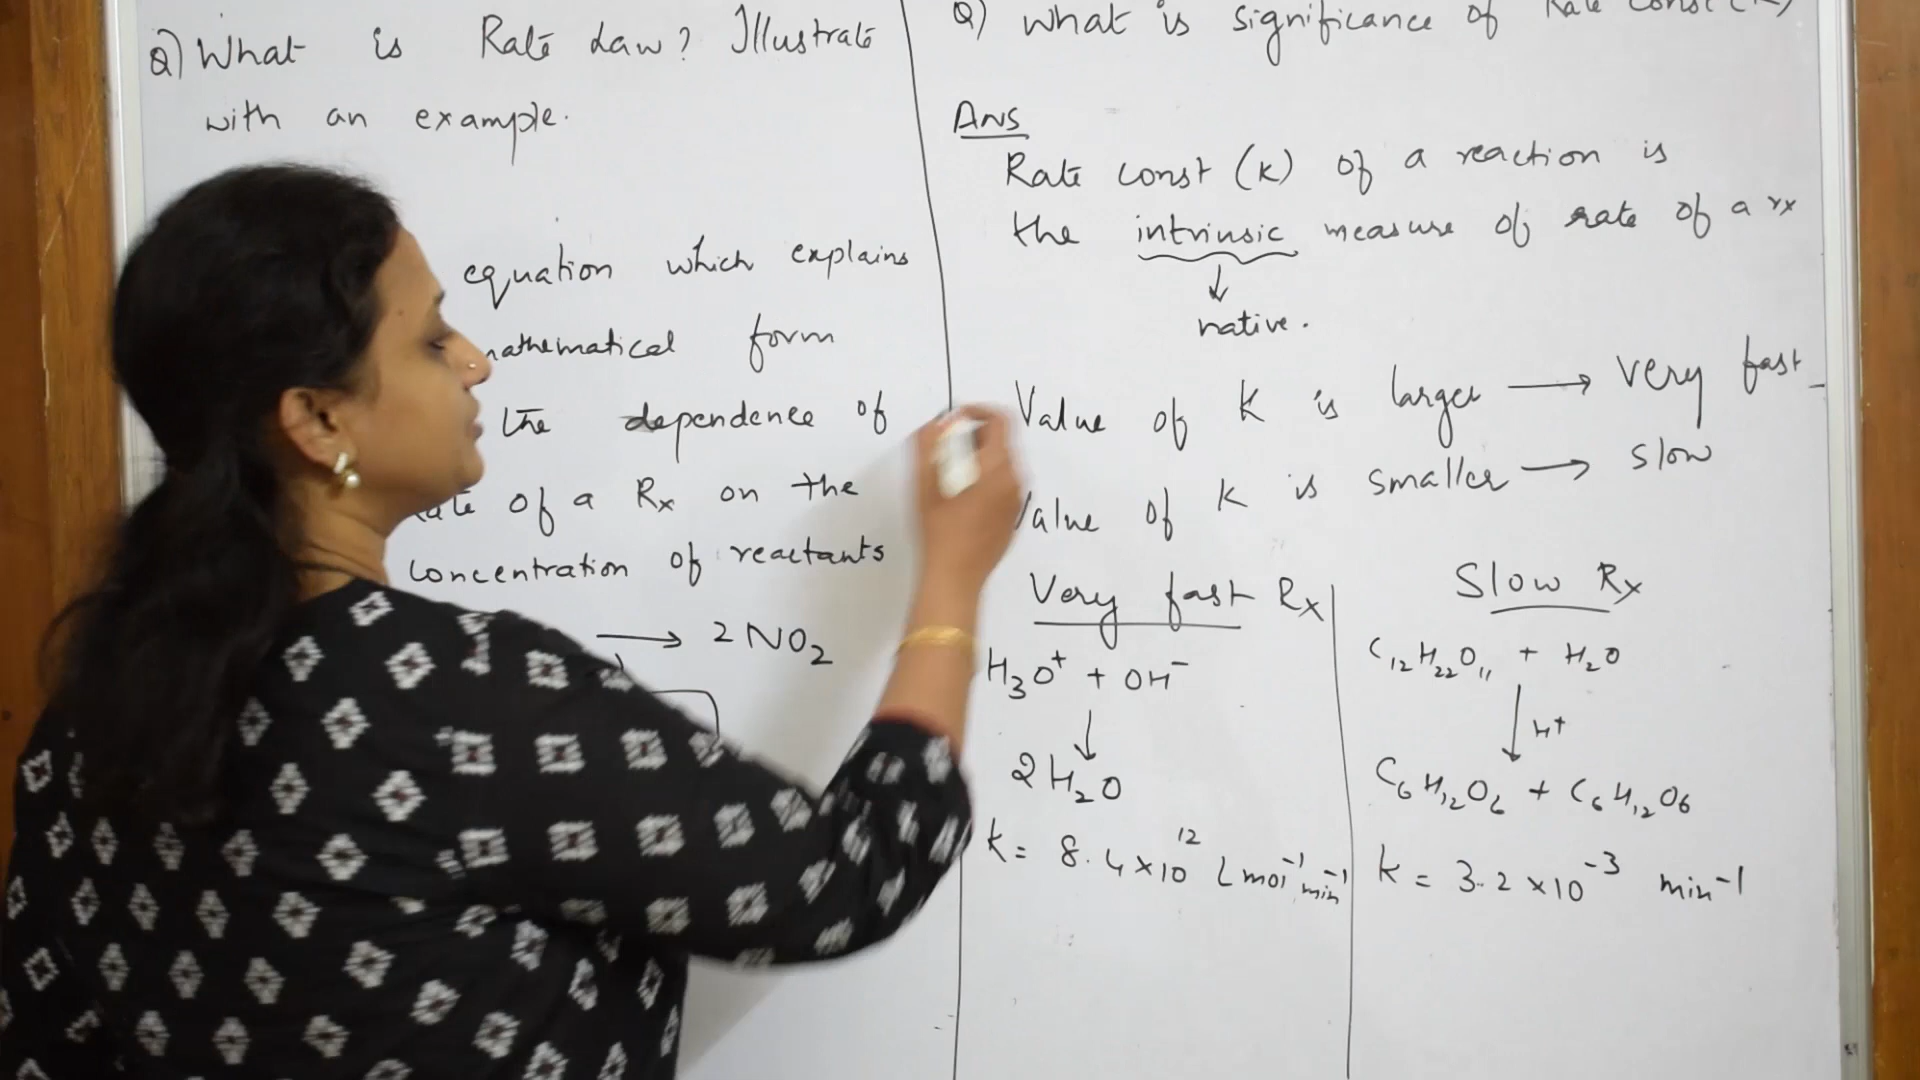 Q) What is Rate Law? Illustrate
with an example.
equation which explains
mathematical form
the dependence of
of a Rx on the
concentration of reactants
⟶ 2NO₂
Q) What is significance of Rate const (K)
Ans
Rate const (K) of a reaction is
the intrinsic measure of rate of a rx
↓
native.
Value of K is larger ⟶ very fast
Value of K is smaller ⟶ slow
Very fast Rx
H₃O⁺ + OH⁻
↓
2H₂O
K = 8.4×10¹² L mol⁻¹ min⁻¹
Slow Rx
C₁₂H₂₂O₁₁ + H₂O
↓ H⁺
C₆H₁₂O₆ + C₆H₁₂O₆
K = 3.2×10⁻³ min⁻¹